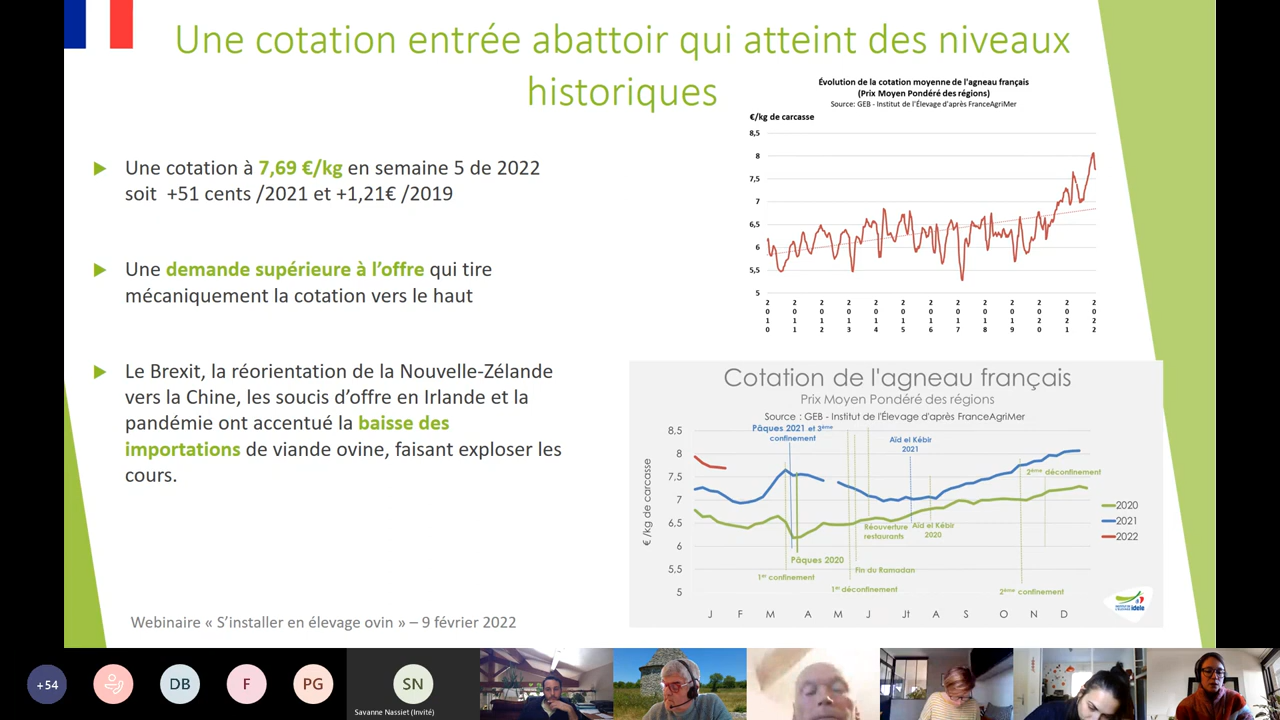 Une cotation entrée abattoir qui atteint des niveaux
historiques
Une cotation à 7,69 €/kg en semaine 5 de 2022
soit +51 cents /2021 et +1,21€ /2019
Une demande supérieure à l'offre qui tire
mécaniquement la cotation vers le haut
Le Brexit, la réorientation de la Nouvelle-Zélande
vers la Chine, les soucis d'offre en Irlande et la
pandémie ont accentué la baisse des
importations de viande ovine, faisant exploser les
cours.
Webinaire « S'installer en élevage ovin » – 9 février 2022
Évolution de la cotation moyenne de l'agneau français
(Prix Moyen Pondéré des régions)
Source: GEB - Institut de l'Élevage d'après FranceAgriMer
€/kg de carcasse
8,5
8
7,5
7
6,5
6
5,5
5
2010 2011 2012 2013 2014 2015 2016 2017 2018 2019 2020 2021 2022
Cotation de l'agneau français
Prix Moyen Pondéré des régions
Source : GEB - Institut de l'Élevage d'après FranceAgriMer
€ /kg de carcasse
8,5
8
7,5
7
6,5
6
5,5
5
Pâques 2021 et 3ème
confinement
Aïd el Kébir
2021
2ème déconfinement
Réouverture
restaurants
Aïd el Kébir
2020
Pâques 2020
Fin du Ramadan
1er confinement
1er déconfinement
2ème confinement
J F M A M J Jt A S O N D
2020
2021
2022
idele
+54
DB
F
PG
SN
Savanne Nassiet (Invité)